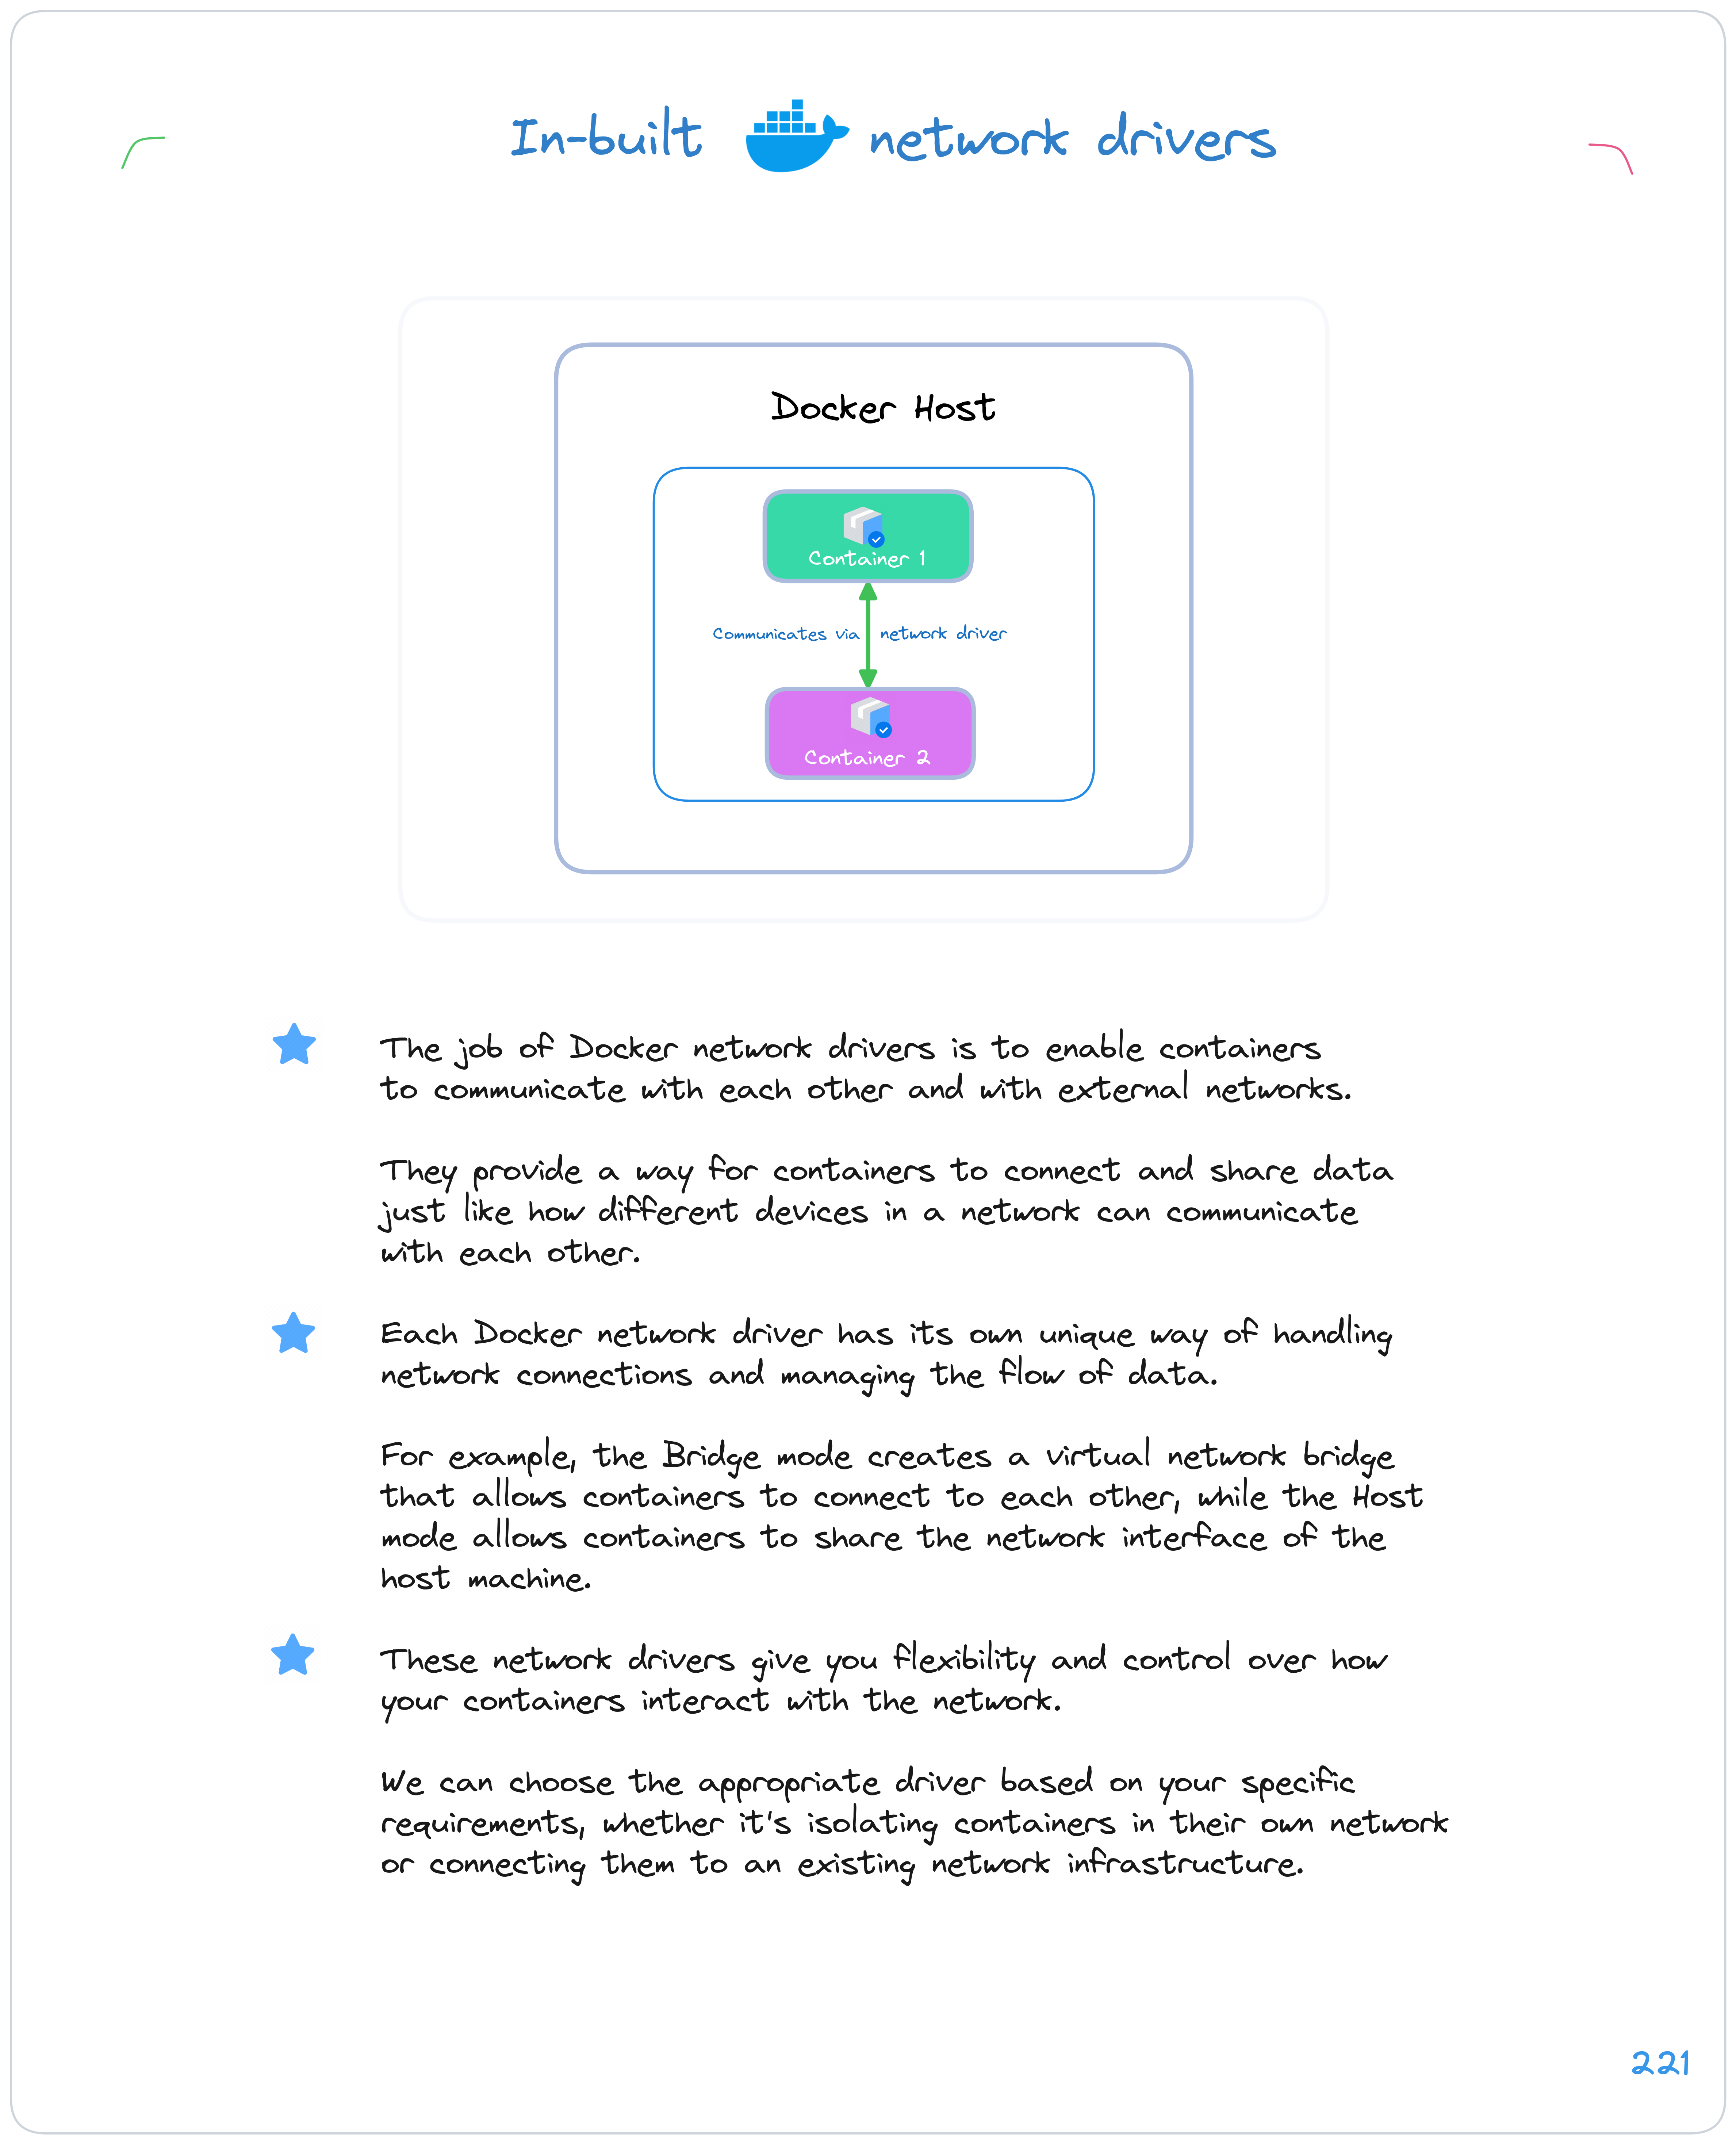 In-built network drivers
Docker Host
Container 1
Communicates via network driver
Container 2
The job of Docker network drivers is to enable containers
to communicate with each other and with external networks.
They provide a way for containers to connect and share data
just like how different devices in a network can communicate
with each other.
Each Docker network driver has its own unique way of handling
network connections and managing the flow of data.
For example, the Bridge mode creates a virtual network bridge
that allows containers to connect to each other, while the Host
mode allows containers to share the network interface of the
host machine.
These network drivers give you flexibility and control over how
your containers interact with the network.
We can choose the appropriate driver based on your specific
requirements, whether it's isolating containers in their own network
or connecting them to an existing network infrastructure.
221